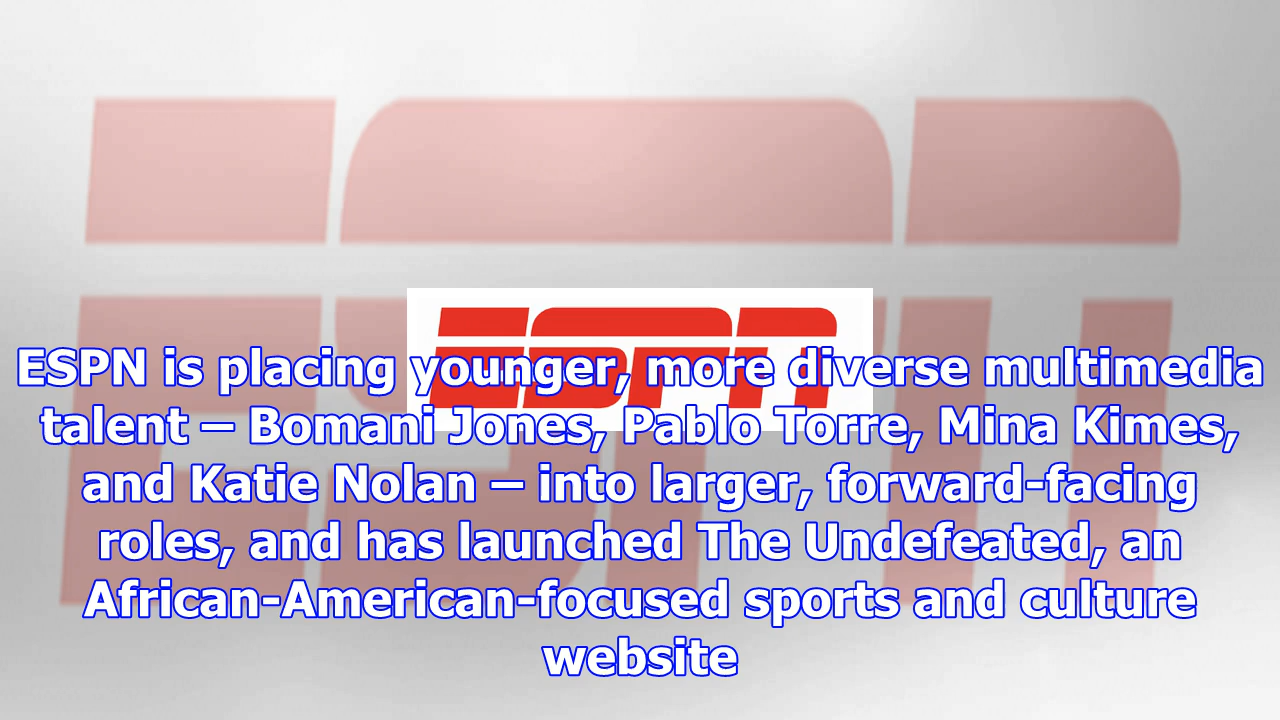 ESPN
ESPN
ESPN is placing younger, more diverse multimedia
talent – Bomani Jones, Pablo Torre, Mina Kimes,
and Katie Nolan – into larger, forward-facing
roles, and has launched The Undefeated, an
African-American-focused sports and culture
website